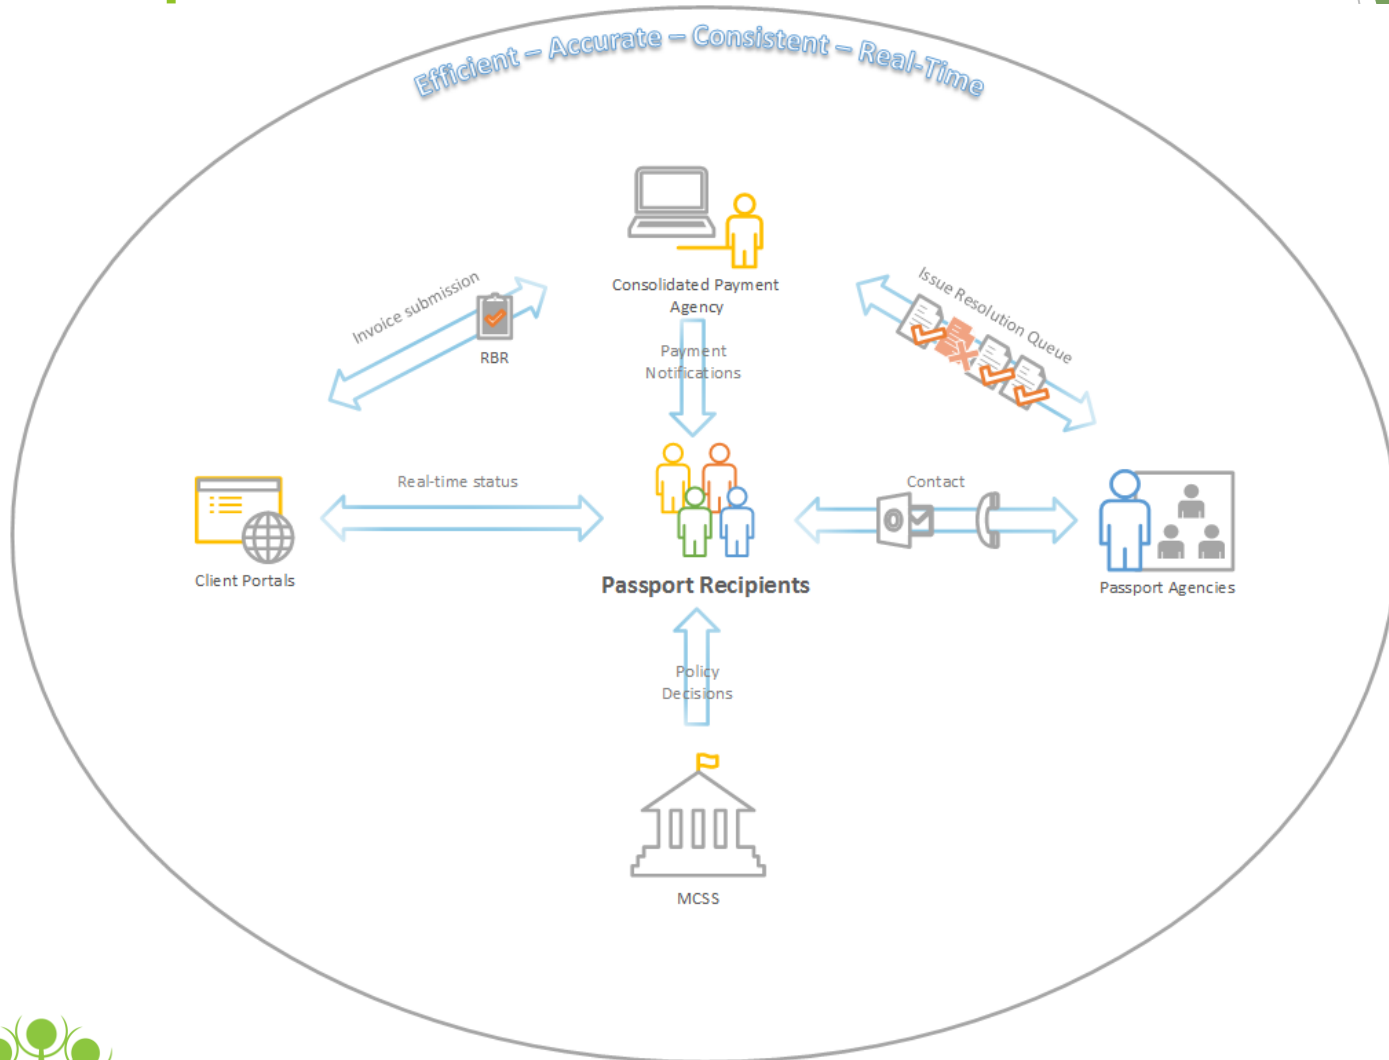 Efficient – Accurate – Consistent – Real-Time
Consolidated Payment
Agency
Invoice submission
RBR
Issue Resolution Queue
Payment
Notifications
Real-time status
Contact
Client Portals
Passport Recipients
Passport Agencies
Policy
Decisions
MCSS